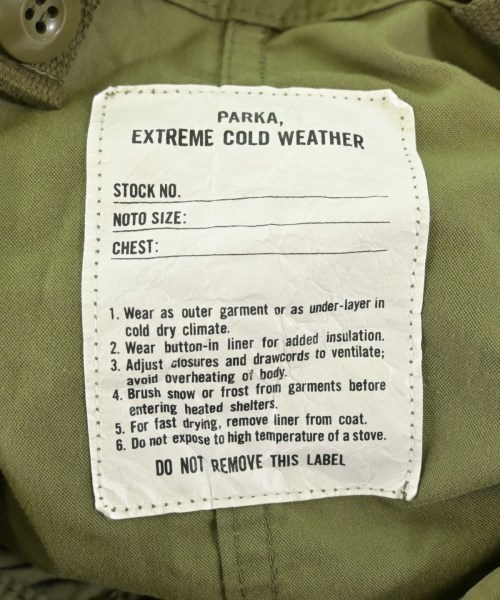 PARKA,
EXTREME COLD WEATHER
STOCK NO.
NOTO SIZE:
CHEST:
1. Wear as outer garment or as under-layer in
cold dry climate.
2. Wear button-in liner for added insulation.
3. Adjust closures and drawcords to ventilate;
avoid overheating of body.
4. Brush snow or frost from garments before
entering heated shelters.
5. For fast drying, remove liner from coat.
6. Do not expose to high temperature of a stove.
DO NOT REMOVE THIS LABEL